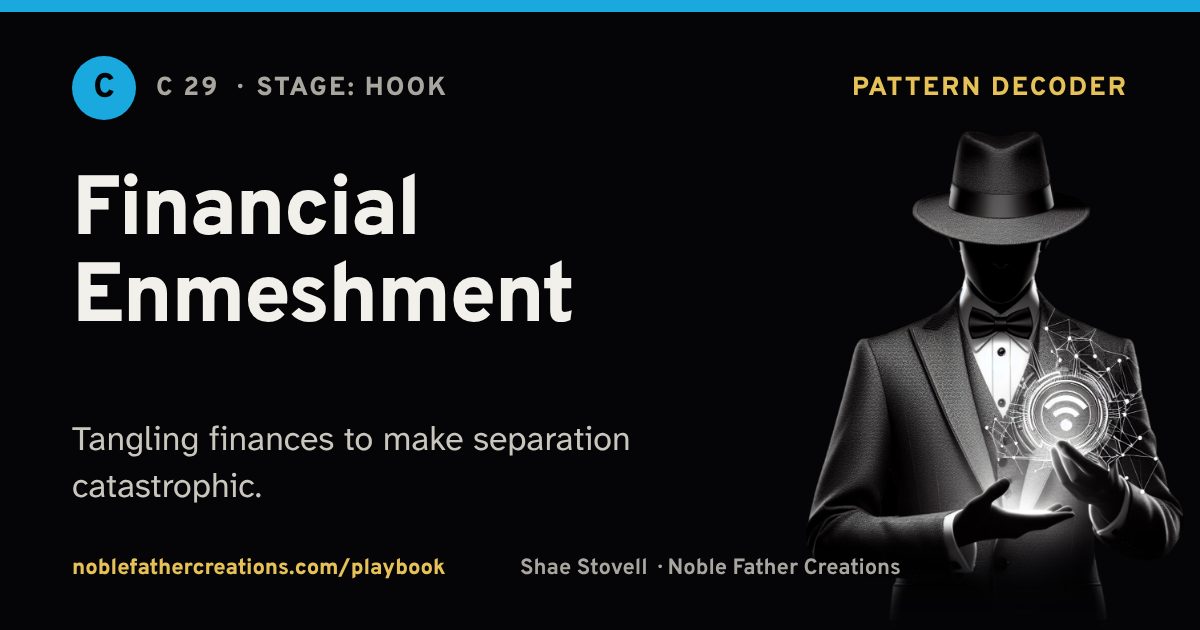 C
C 29 · STAGE: HOOK
PATTERN DECODER
Financial
Enmeshment
Tangling finances to make separation
catastrophic.
noblefathercreations.com/playbook
Shae Stovell · Noble Father Creations